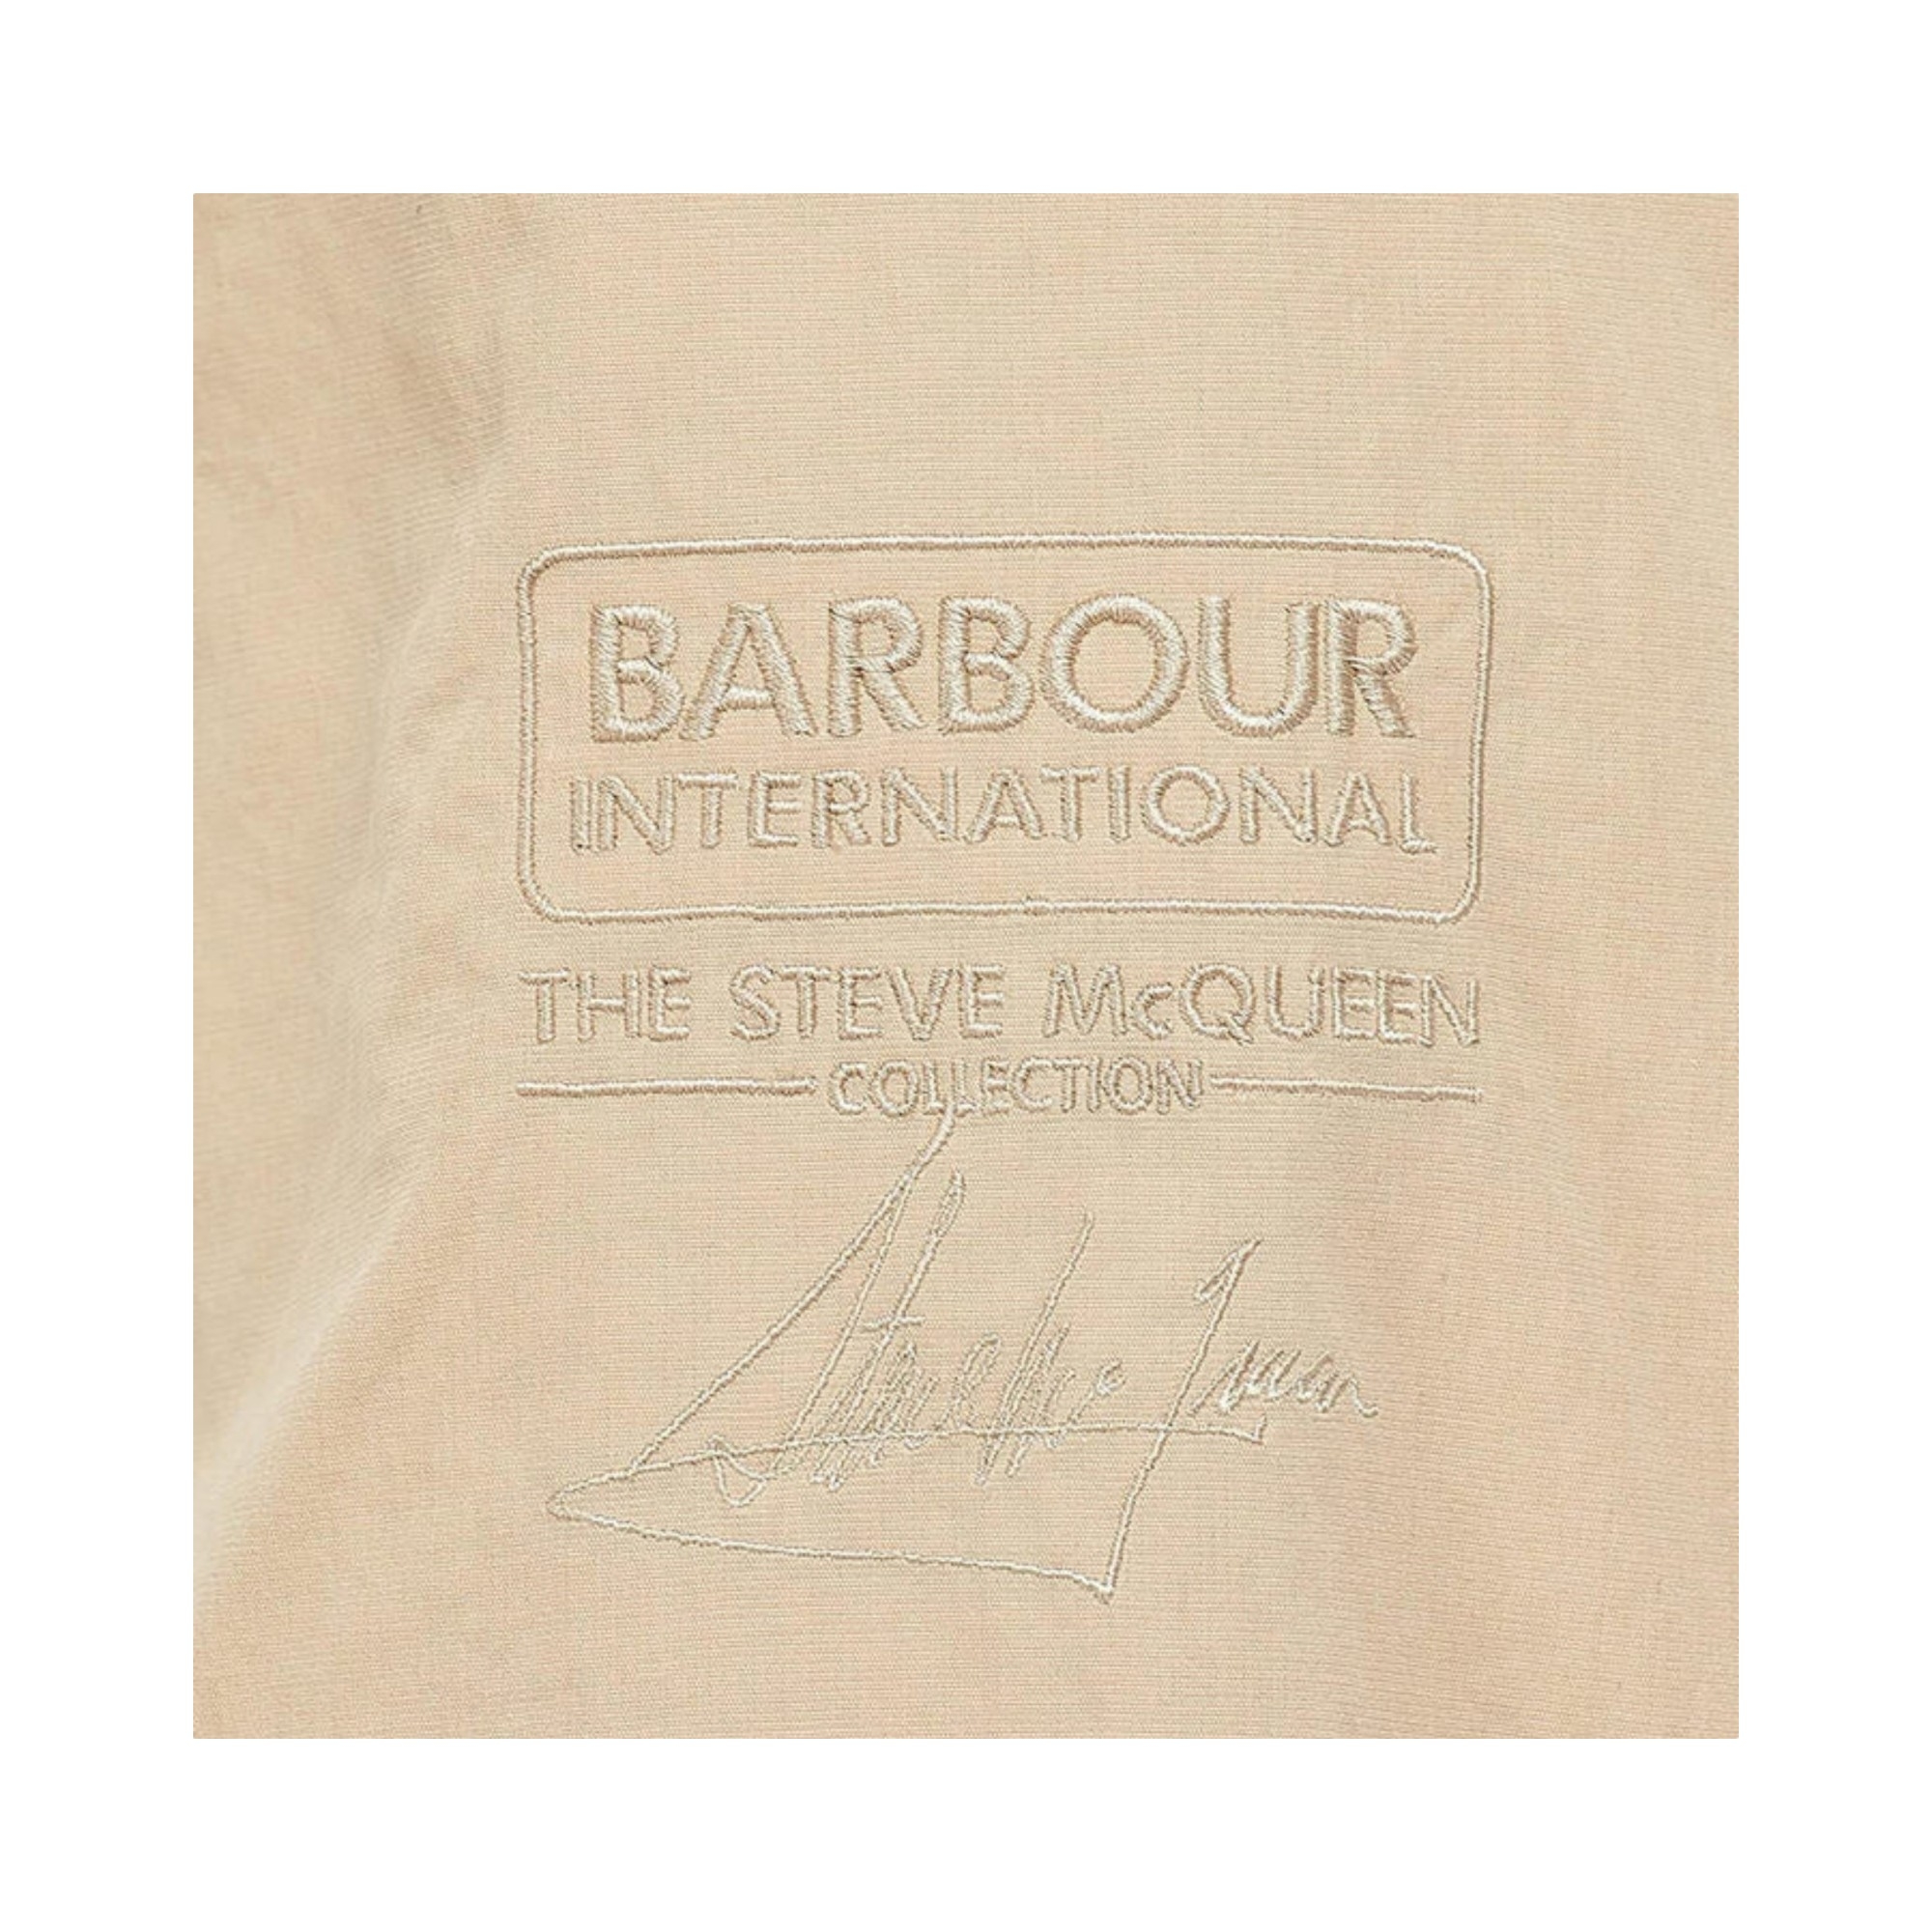 BARBOUR
INTERNATIONAL
THE STEVE McQUEEN
COLLECTION